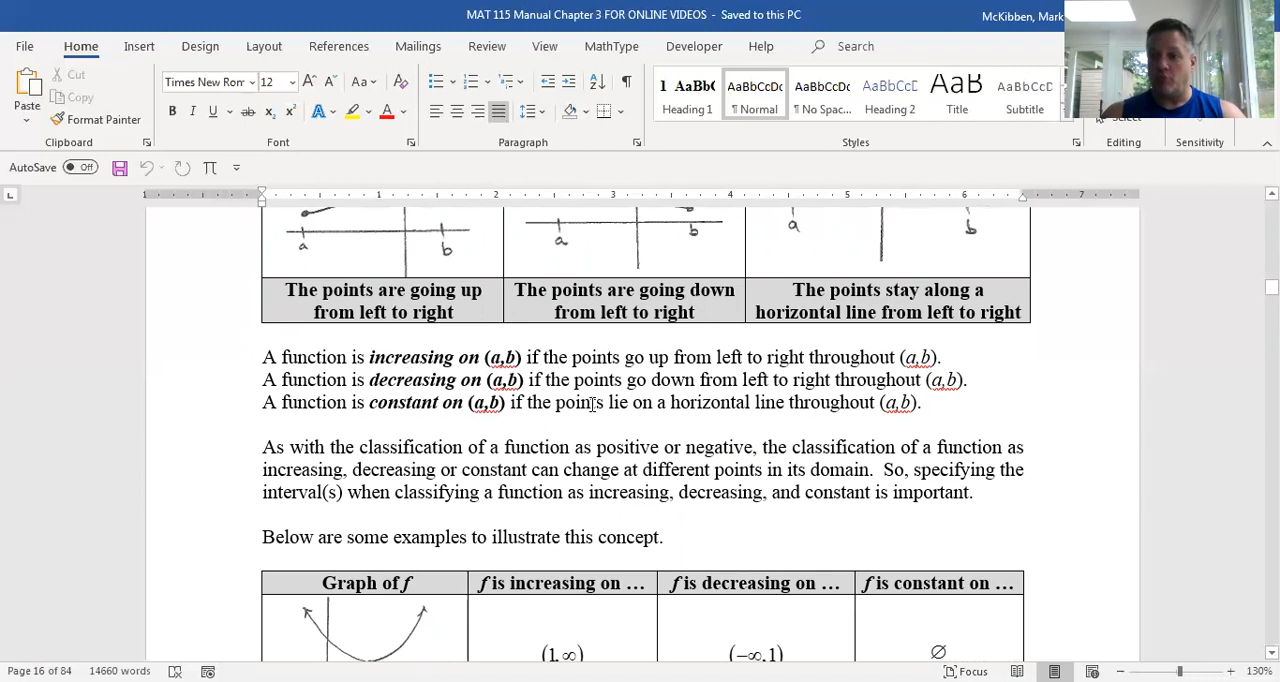 MAT 115 Manual Chapter 3 FOR ONLINE VIDEOS - Saved to this PC
McKibben, Mark
File Home Insert Design Layout References Mailings Review View MathType Developer Help Search
Paste
Cut
Copy
Format Painter
Clipboard
Times New Rom 12
Font
Paragraph
1 AaBbC AaBbCcDc AaBbCcDc AaBbCcD AaB AaBbCcD
Heading 1 ¶ Normal ¶ No Spac... Heading 2 Title Subtitle
Styles
Editing
Sensitivity
AutoSave Off
1 1 2 3 4 5 6 7
a b a b a b
The points are going up
from left to right
The points are going down
from left to right
The points stay along a
horizontal line from left to right
A function is increasing on (a,b) if the points go up from left to right throughout (a,b).
A function is decreasing on (a,b) if the points go down from left to right throughout (a,b).
A function is constant on (a,b) if the points lie on a horizontal line throughout (a,b).
As with the classification of a function as positive or negative, the classification of a function as
increasing, decreasing or constant can change at different points in its domain. So, specifying the
interval(s) when classifying a function as increasing, decreasing, and constant is important.
Below are some examples to illustrate this concept.
Graph of f f is increasing on … f is decreasing on … f is constant on …
(1,∞) (−∞,1) ∅
Page 16 of 84 14660 words Focus 130%